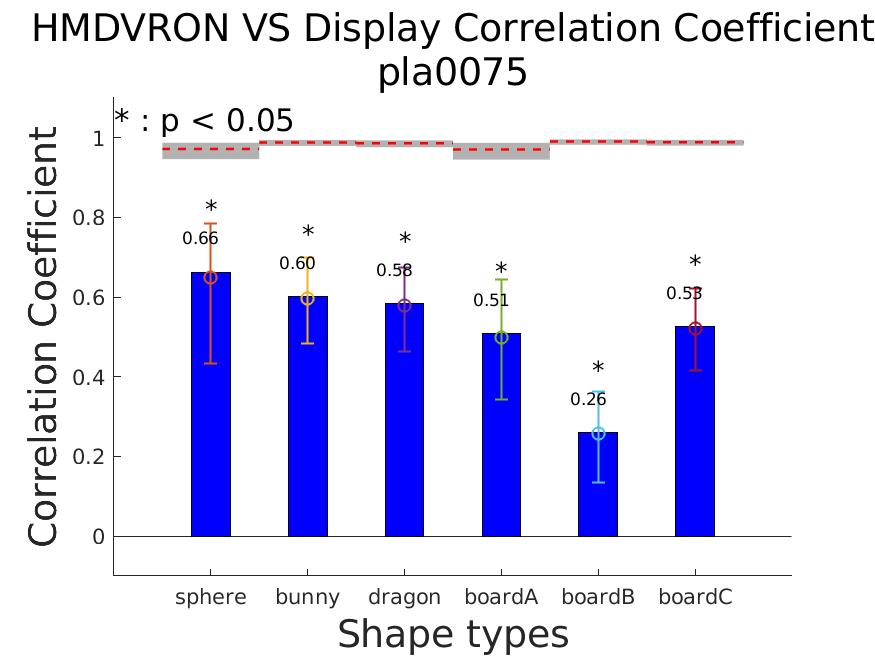 HMDVRON VS Display Correlation Coefficient
pla0075
* : p < 0.05
Correlation Coefficient
1
0.8
0.6
0.4
0.2
0
* * * * * *
0.66 0.60 0.58 0.51 0.26 0.53
sphere bunny dragon boardA boardB boardC
Shape types